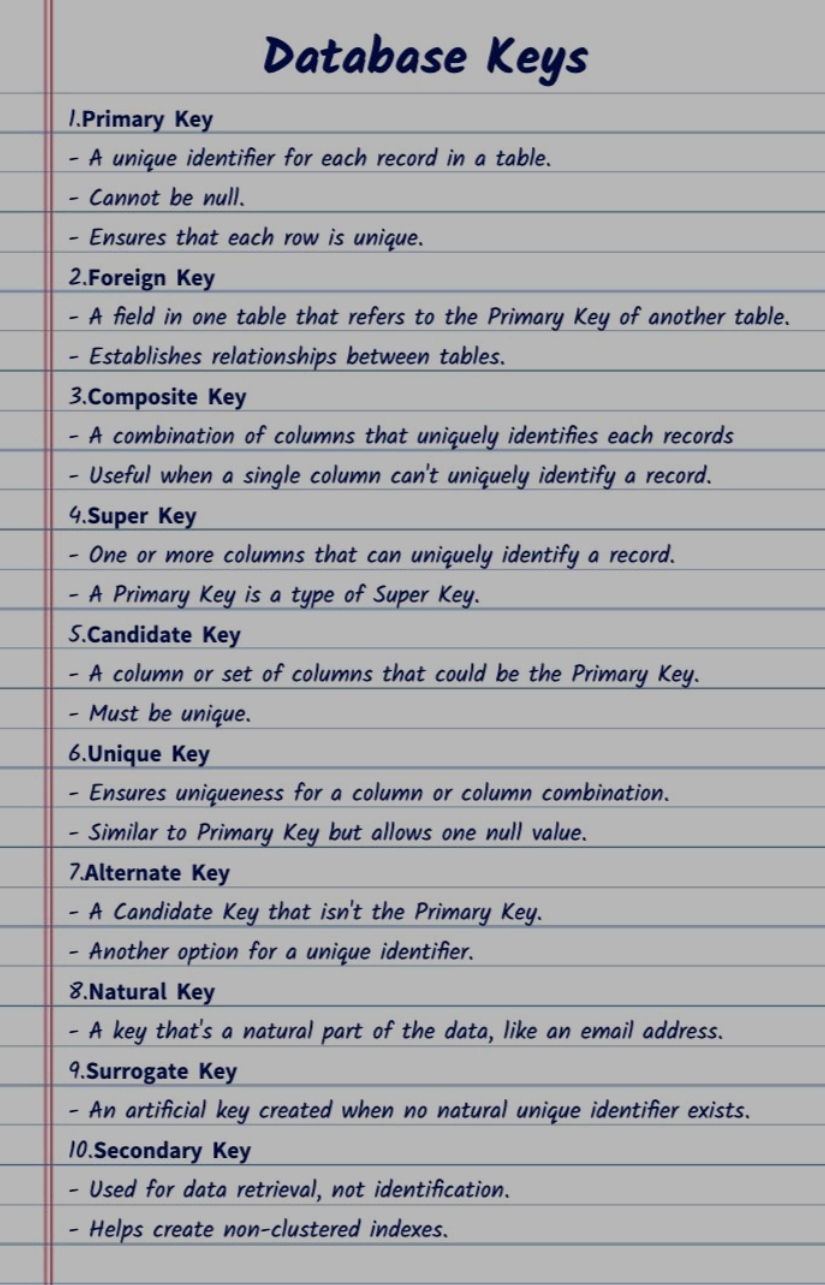 Database Keys
1.Primary Key
- A unique identifier for each record in a table.
- Cannot be null.
- Ensures that each row is unique.
2.Foreign Key
- A field in one table that refers to the Primary Key of another table.
- Establishes relationships between tables.
3.Composite Key
- A combination of columns that uniquely identifies each records
- Useful when a single column can't uniquely identify a record.
4.Super Key
- One or more columns that can uniquely identify a record.
- A Primary Key is a type of Super Key.
5.Candidate Key
- A column or set of columns that could be the Primary Key.
- Must be unique.
6.Unique Key
- Ensures uniqueness for a column or column combination.
- Similar to Primary Key but allows one null value.
7.Alternate Key
- A Candidate Key that isn't the Primary Key.
- Another option for a unique identifier.
8.Natural Key
- A key that's a natural part of the data, like an email address.
9.Surrogate Key
- An artificial key created when no natural unique identifier exists.
10.Secondary Key
- Used for data retrieval, not identification.
- Helps create non-clustered indexes.